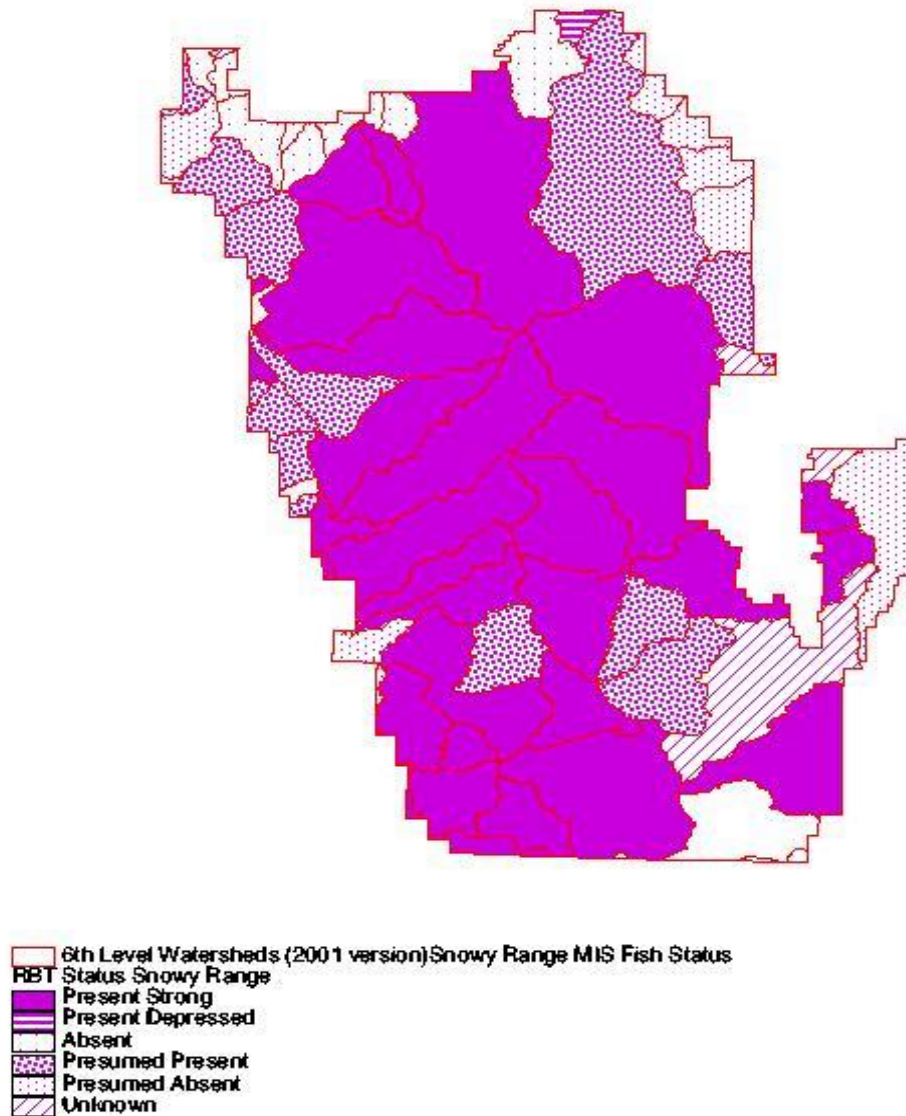 6th Level Watersheds (2001 version)Snowy Range MIS Fish Status
RBT Status Snowy Range
Present Strong
Present Depressed
Absent
Presumed Present
Presumed Absent
Unknown